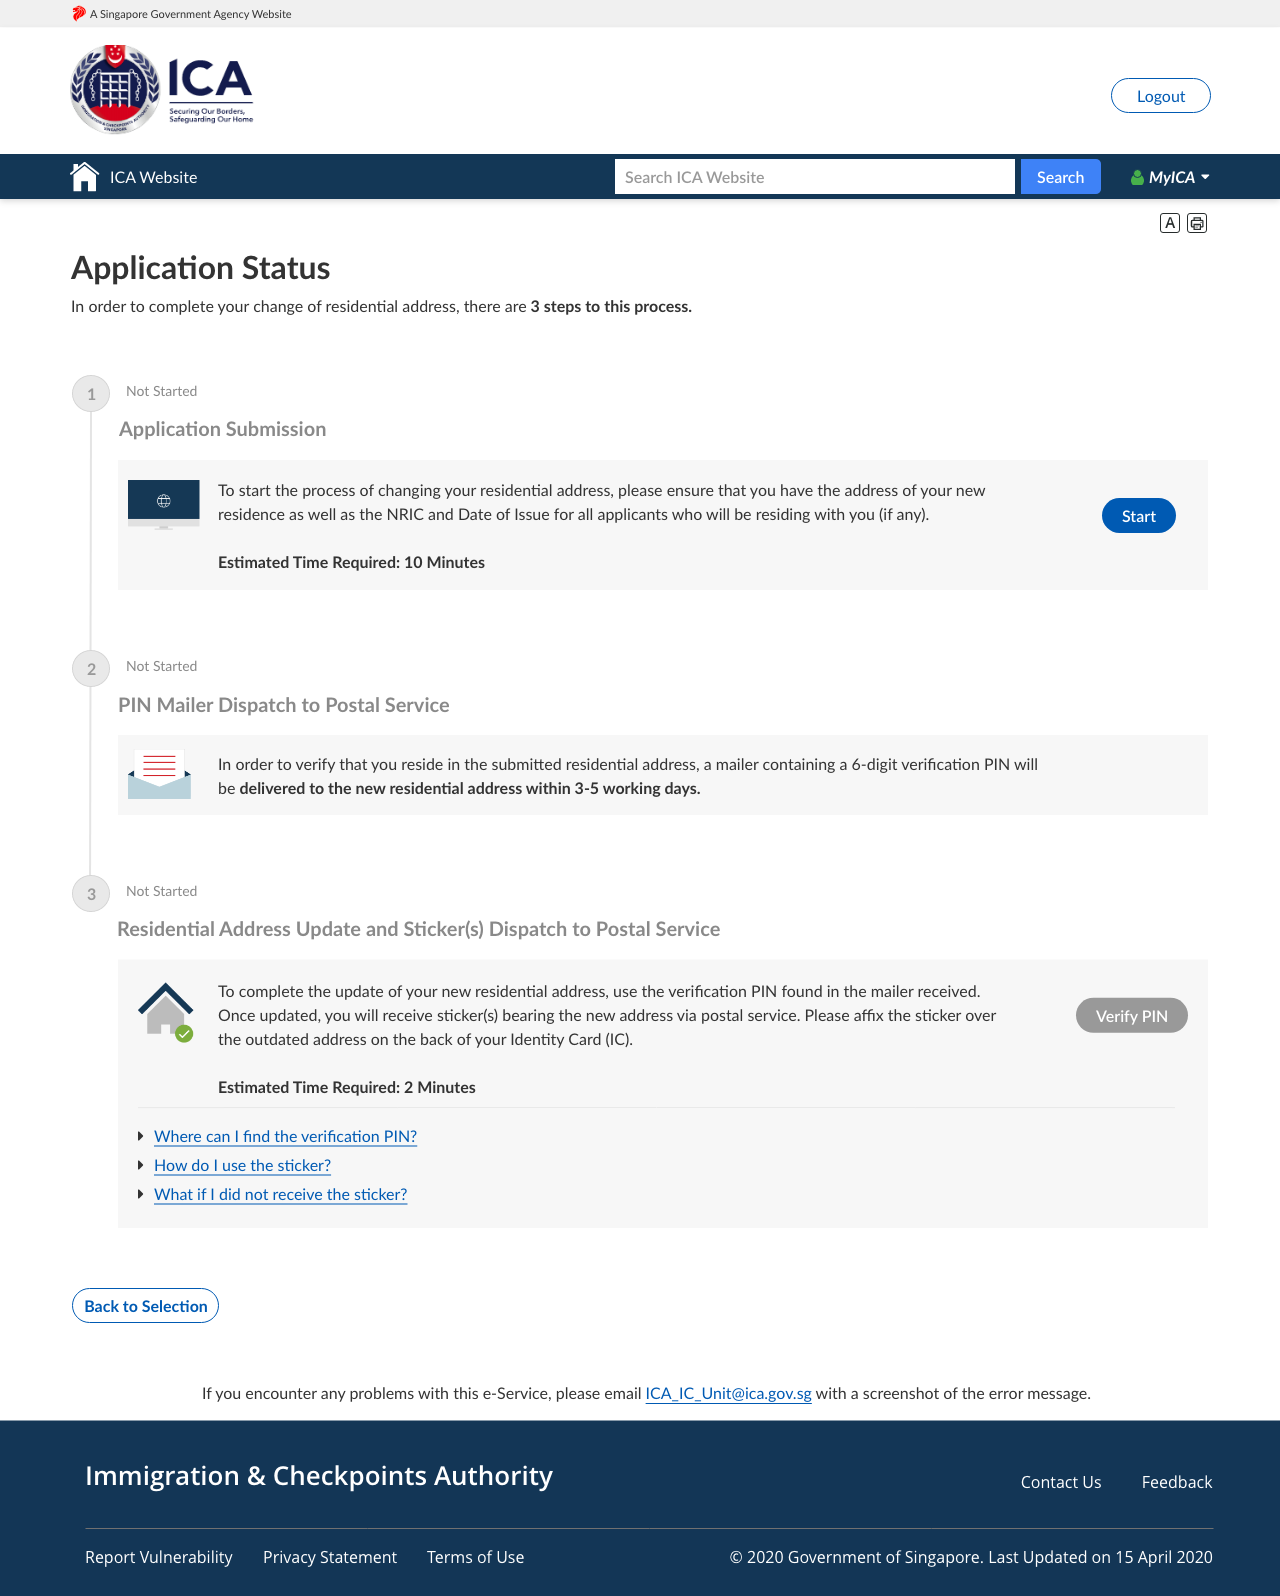 A Singapore Government Agency Website
ICA
Securing Our Borders,
Safeguarding Our Home
IMMIGRATION & CHECKPOINTS AUTHORITY
SINGAPORE
Logout
ICA Website
Search ICA Website
Search
MyICA
A
Application Status
In order to complete your change of residential address, there are 3 steps to this process.
1
Not Started
Application Submission
To start the process of changing your residential address, please ensure that you have the address of your new
residence as well as the NRIC and Date of Issue for all applicants who will be residing with you (if any).
Start
Estimated Time Required: 10 Minutes
2
Not Started
PIN Mailer Dispatch to Postal Service
In order to verify that you reside in the submitted residential address, a mailer containing a 6-digit verification PIN will
be delivered to the new residential address within 3-5 working days.
3
Not Started
Residential Address Update and Sticker(s) Dispatch to Postal Service
To complete the update of your new residential address, use the verification PIN found in the mailer received.
Once updated, you will receive sticker(s) bearing the new address via postal service. Please affix the sticker over
the outdated address on the back of your Identity Card (IC).
Verify PIN
Estimated Time Required: 2 Minutes
Where can I find the verification PIN?
How do I use the sticker?
What if I did not receive the sticker?
Back to Selection
If you encounter any problems with this e-Service, please email ICA_IC_Unit@ica.gov.sg with a screenshot of the error message.
Immigration & Checkpoints Authority
Contact Us
Feedback
Report Vulnerability
Privacy Statement
Terms of Use
© 2020 Government of Singapore. Last Updated on 15 April 2020